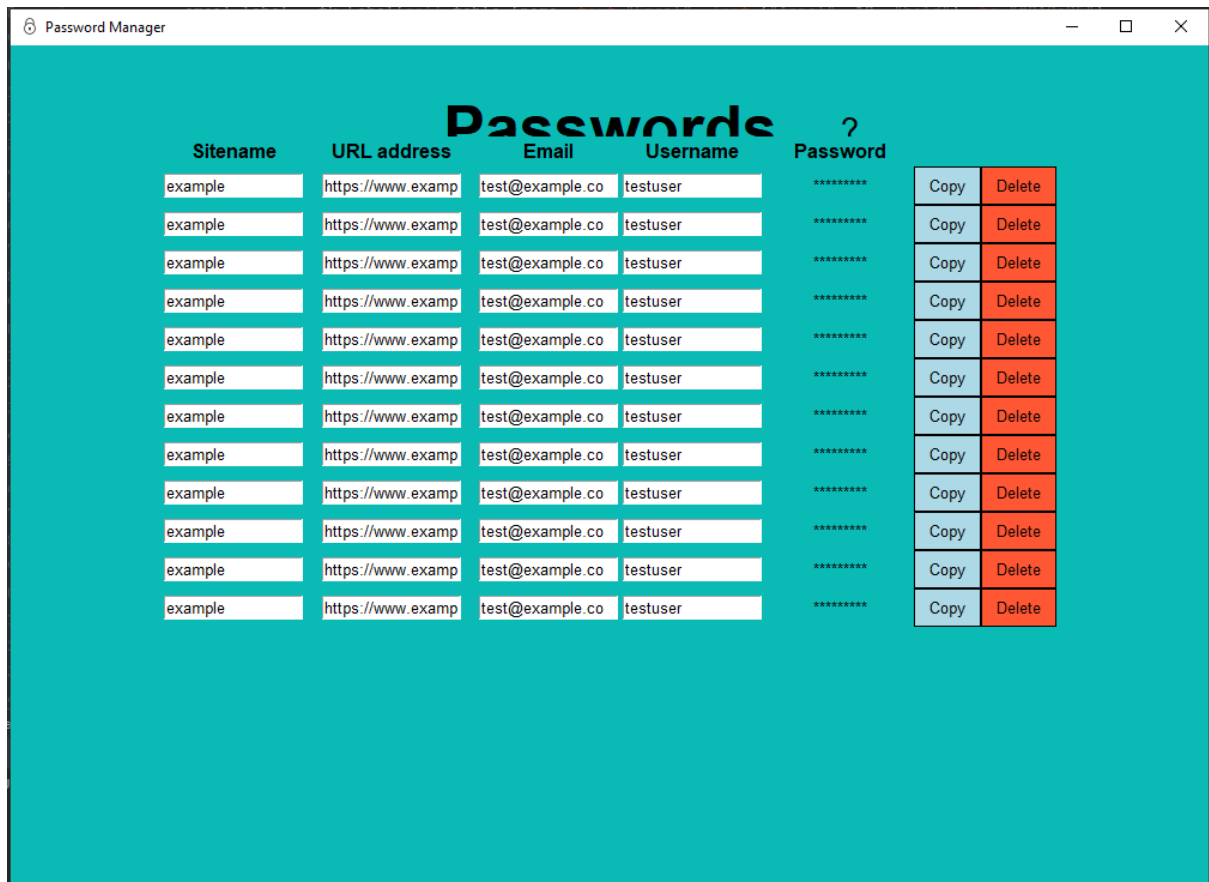 Password Manager
Passwords ?
Sitename URL address Email Username Password
example https://www.examp test@example.co testuser ********* Copy Delete
example https://www.examp test@example.co testuser ********* Copy Delete
example https://www.examp test@example.co testuser ********* Copy Delete
example https://www.examp test@example.co testuser ********* Copy Delete
example https://www.examp test@example.co testuser ********* Copy Delete
example https://www.examp test@example.co testuser ********* Copy Delete
example https://www.examp test@example.co testuser ********* Copy Delete
example https://www.examp test@example.co testuser ********* Copy Delete
example https://www.examp test@example.co testuser ********* Copy Delete
example https://www.examp test@example.co testuser ********* Copy Delete
example https://www.examp test@example.co testuser ********* Copy Delete
example https://www.examp test@example.co testuser ********* Copy Delete